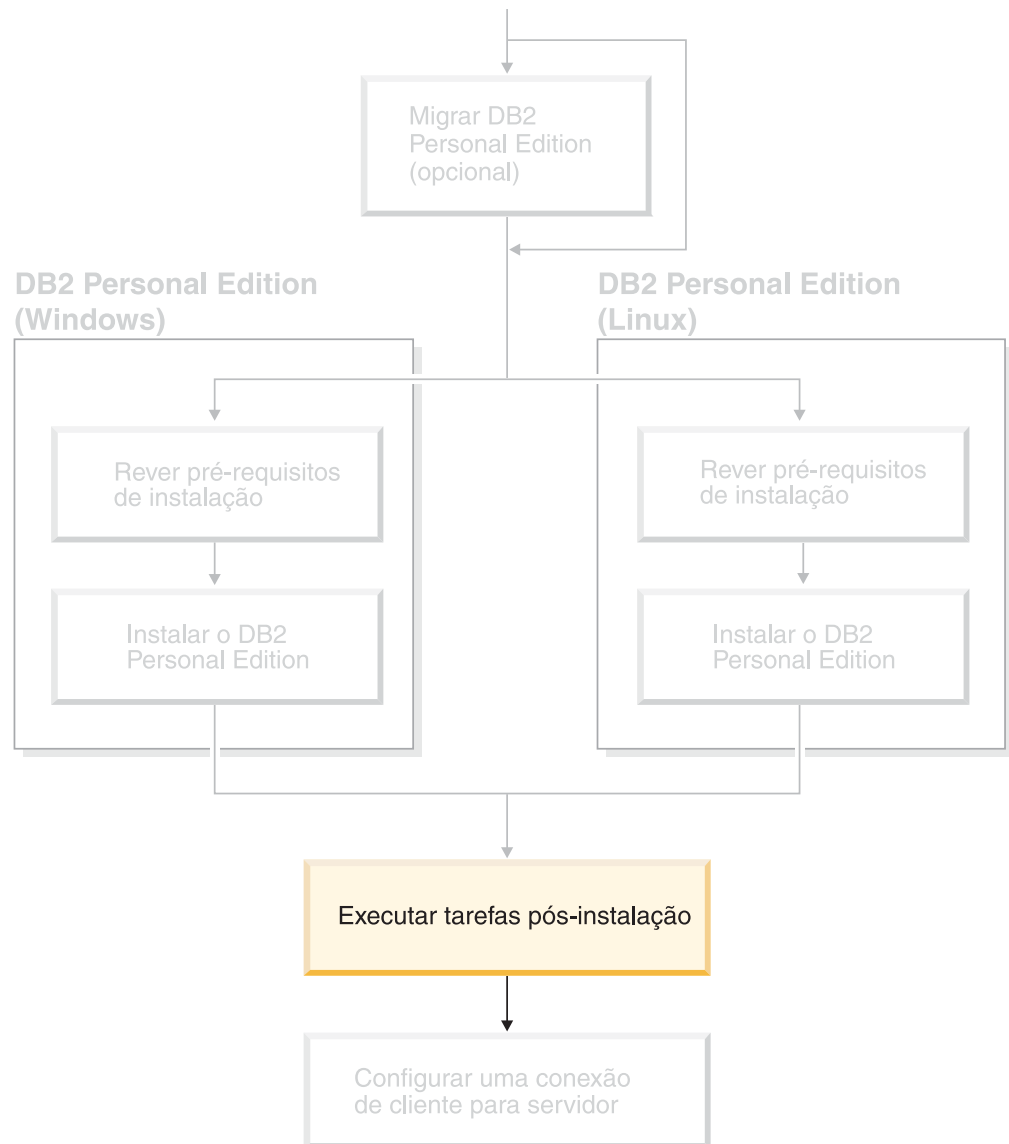 Migrar DB2
Personal Edition
(opcional)
DB2 Personal Edition
(Windows)
DB2 Personal Edition
(Linux)
Rever pré-requisitos
de instalação
Rever pré-requisitos
de instalação
Instalar o DB2
Personal Edition
Instalar o DB2
Personal Edition
Executar tarefas pós-instalação
Configurar uma conexão
de cliente para servidor